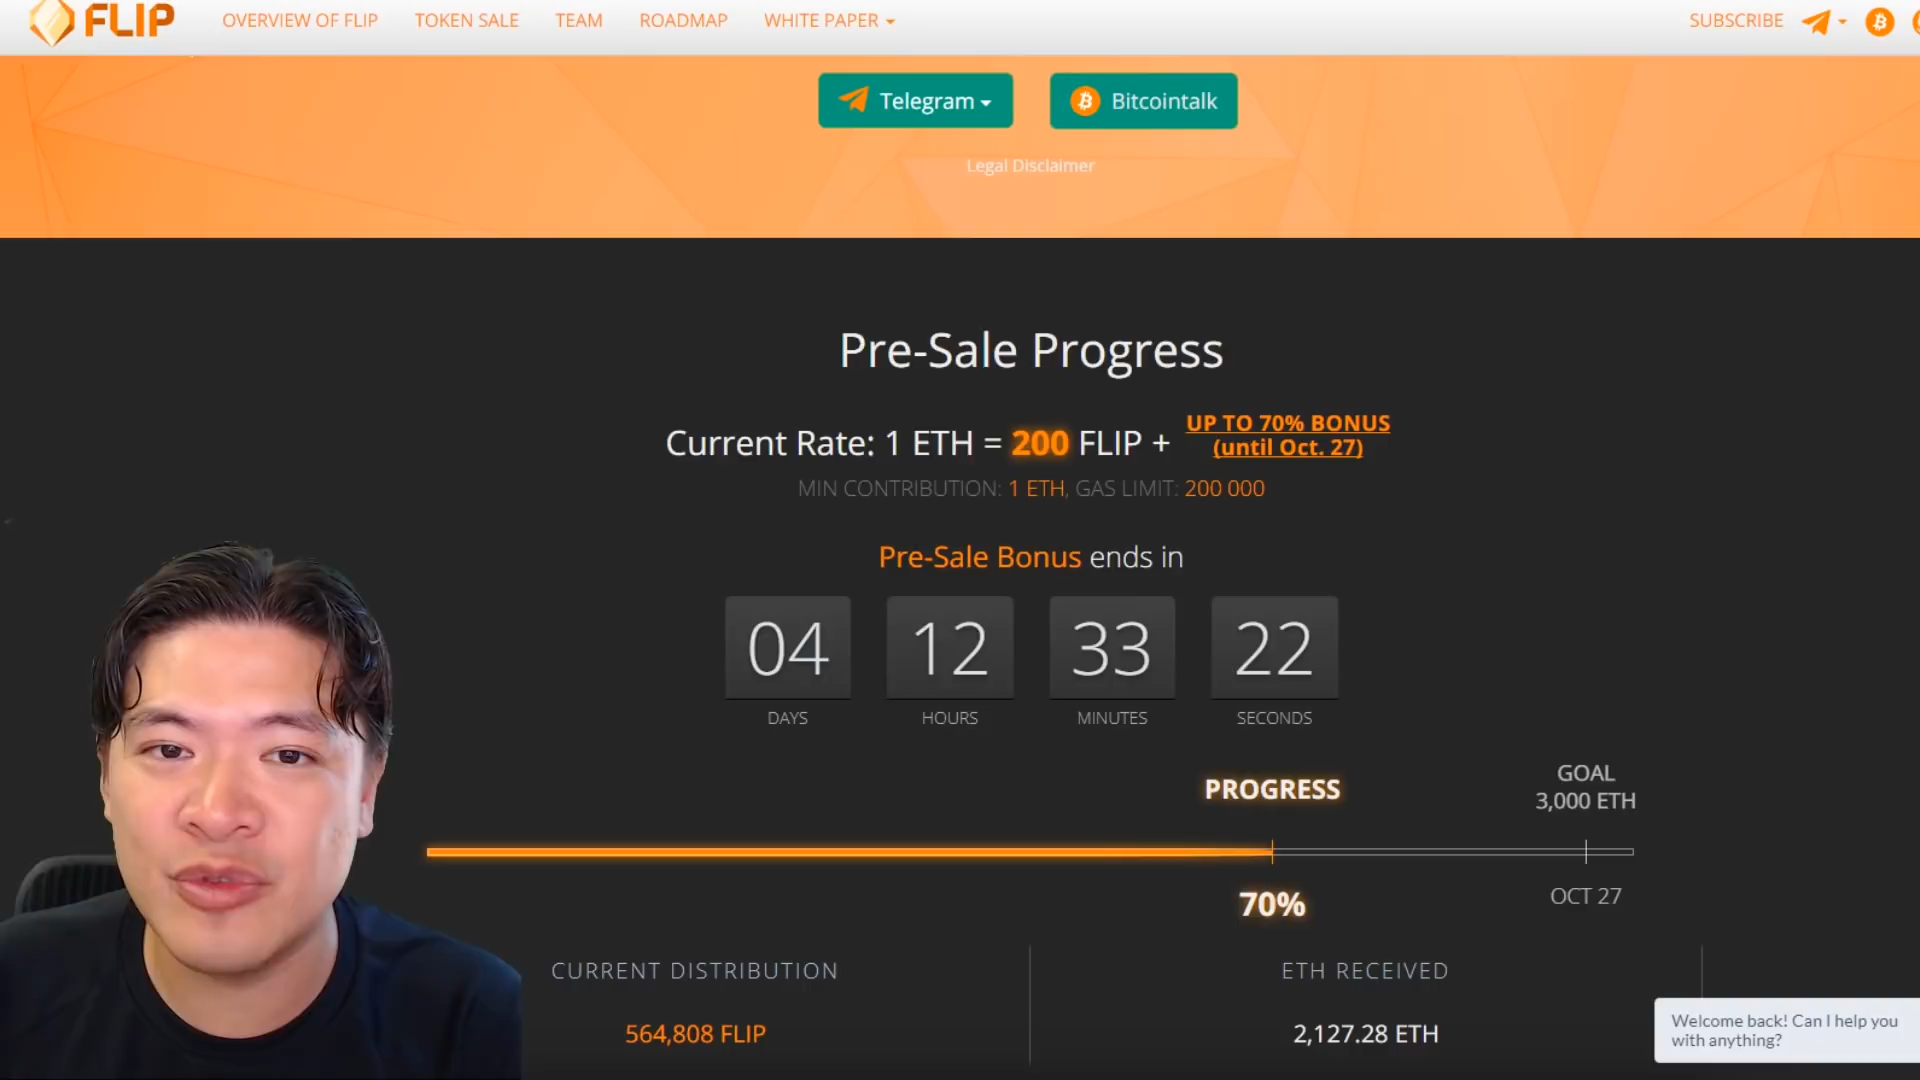 FLIP
OVERVIEW OF FLIP
TOKEN SALE
TEAM
ROADMAP
WHITE PAPER
SUBSCRIBE
Telegram
Bitcointalk
Legal Disclaimer
Pre-Sale Progress
Current Rate: 1 ETH = 200 FLIP +
UP TO 70% BONUS
(until Oct. 27)
MIN CONTRIBUTION: 1 ETH, GAS LIMIT: 200 000
Pre-Sale Bonus ends in
04
12
33
22
DAYS
HOURS
MINUTES
SECONDS
PROGRESS
GOAL
3,000 ETH
70%
OCT 27
CURRENT DISTRIBUTION
564,808 FLIP
ETH RECEIVED
2,127.28 ETH
Welcome back! Can I help you
with anything?